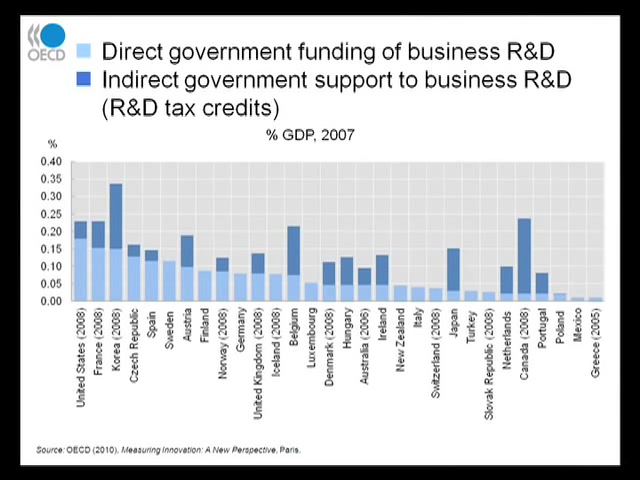 OECD
Direct government funding of business R&D
Indirect government support to business R&D
(R&D tax credits)
% GDP, 2007
%
0.40
0.35
0.30
0.25
0.20
0.15
0.10
0.05
0.00
United States (2008)
France (2008)
Korea (2008)
Czech Republic
Spain
Sweden
Austria
Finland
Norway (2008)
Germany
United Kingdom (2008)
Iceland (2008)
Belgium
Luxembourg
Denmark (2008)
Hungary
Australia (2006)
Ireland
New Zealand
Italy
Switzerland (2008)
Japan
Turkey
Slovak Republic (2008)
Netherlands
Canada (2008)
Portugal
Poland
Mexico
Greece (2005)
Source: OECD (2010), Measuring Innovation: A New Perspective, Paris.